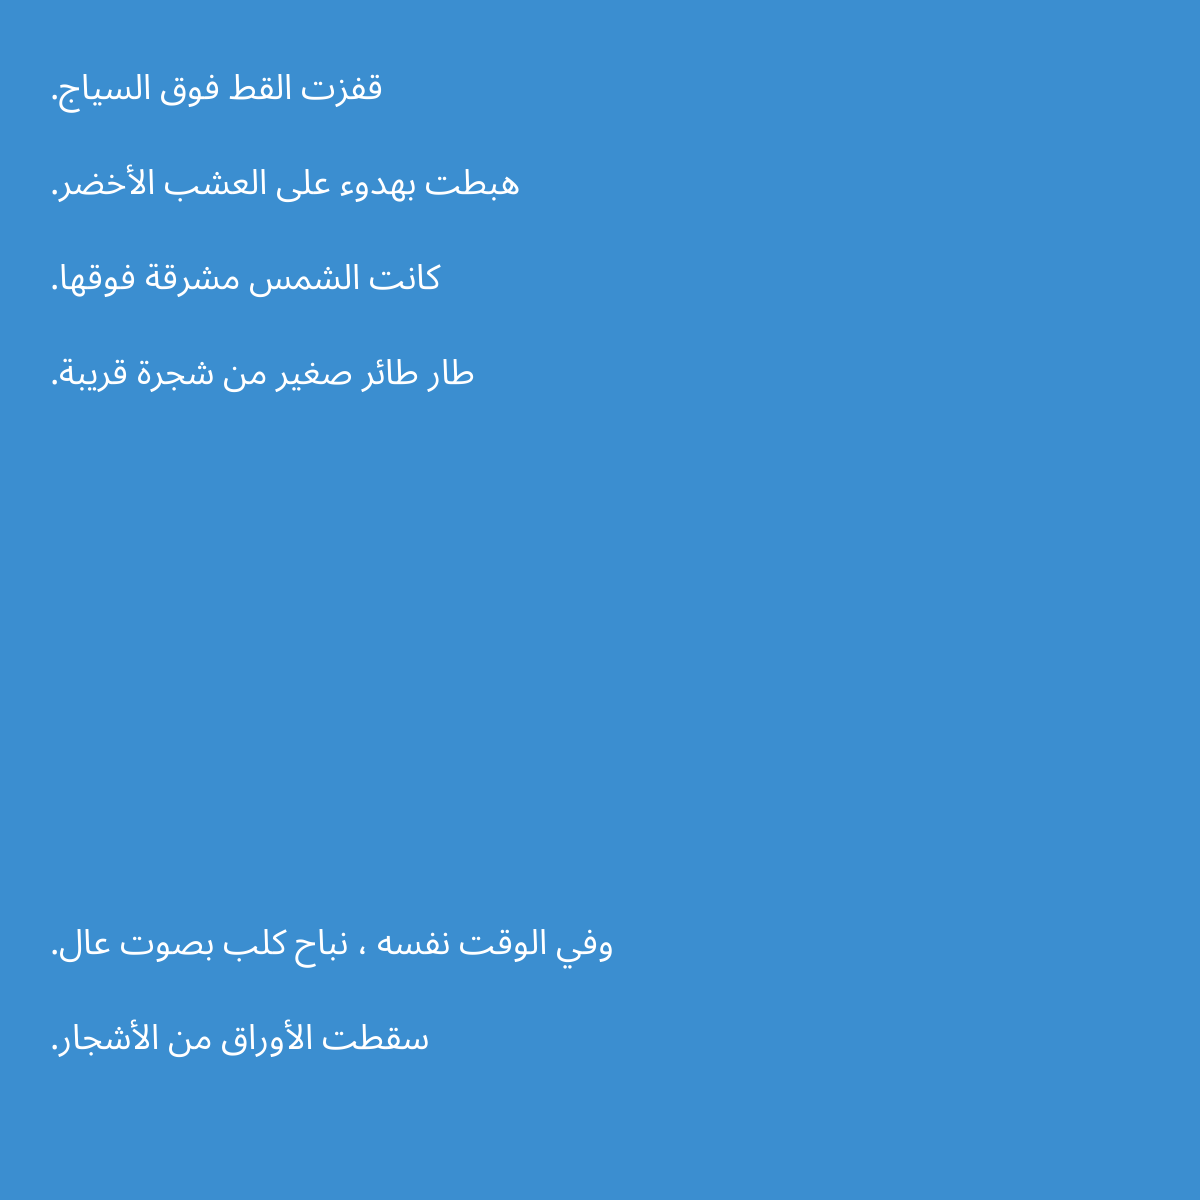 قفزت القط فوق السياج.
هبطت بهدوء على العشب الأخضر.
كانت الشمس مشرقة فوقها.
طار طائر صغير من شجرة قريبة.
وفي الوقت نفسه ، نباح كلب بصوت عال.
سقطت الأوراق من الأشجار.